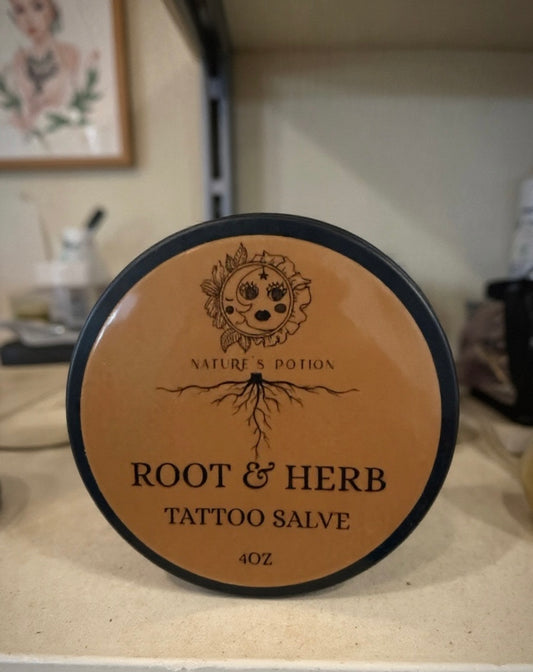 NATURE'S POTION
ROOT & HERB
TATTOO SALVE
4OZ